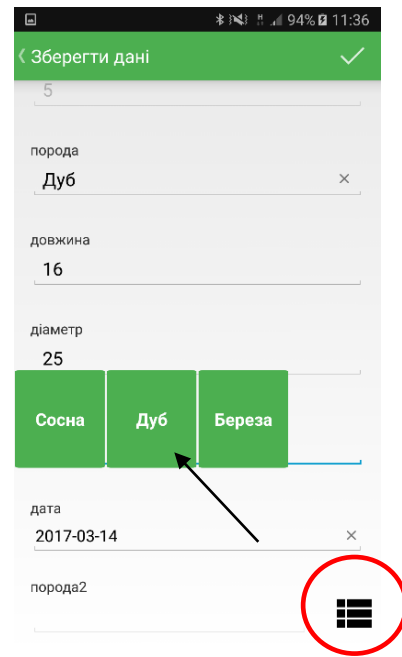 94% 11:36
Зберегти дані
5
порода
Дуб
довжина
16
діаметр
25
Сосна Дуб Береза
дата
2017-03-14
порода2